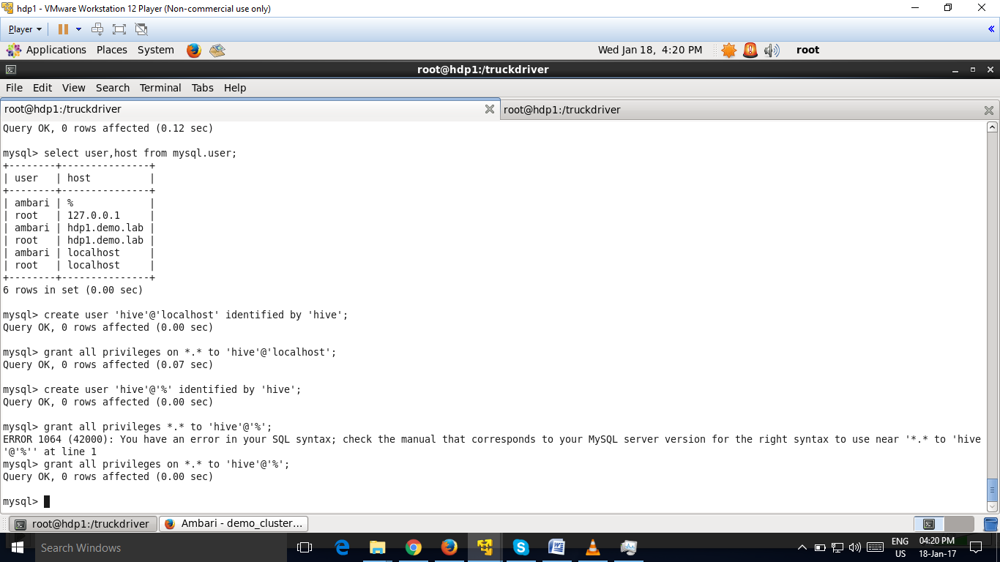 hdp1 - VMware Workstation 12 Player (Non-commercial use only)
Player
Applications Places System Wed Jan 18, 4:20 PM root
root@hdp1:/truckdriver
File Edit View Search Terminal Tabs Help
root@hdp1:/truckdriver root@hdp1:/truckdriver
Query OK, 0 rows affected (0.12 sec)
mysql> select user,host from mysql.user;
+--------+---------------+
| user   | host          |
+--------+---------------+
| ambari | %             |
| root   | 127.0.0.1     |
| ambari | hdp1.demo.lab |
| root   | hdp1.demo.lab |
| ambari | localhost     |
| root   | localhost     |
+--------+---------------+
6 rows in set (0.00 sec)
mysql> create user 'hive'@'localhost' identified by 'hive';
Query OK, 0 rows affected (0.00 sec)
mysql> grant all privileges on *.* to 'hive'@'localhost';
Query OK, 0 rows affected (0.07 sec)
mysql> create user 'hive'@'%' identified by 'hive';
Query OK, 0 rows affected (0.00 sec)
mysql> grant all privileges *.* to 'hive'@'%';
ERROR 1064 (42000): You have an error in your SQL syntax; check the manual that corresponds to your MySQL server version for the right syntax to use near '*.* to 'hive
'@'%'' at line 1
mysql> grant all privileges on *.* to 'hive'@'%';
Query OK, 0 rows affected (0.00 sec)
mysql>
root@hdp1:/truckdriver Ambari - demo_cluster...
Search Windows
ENG 04:20 PM
US 18-Jan-17